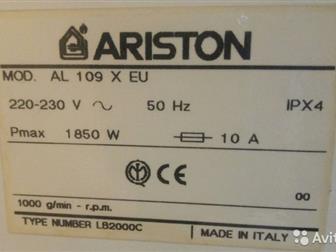 ARISTON
MOD. AL 109 X EU
220-230 V 50 Hz IPX4
Pmax 1850 W 10 A
CE
00
1000 g/min - r.p.m.
TYPE NUMBER LB2000C MADE IN ITALY
Avito